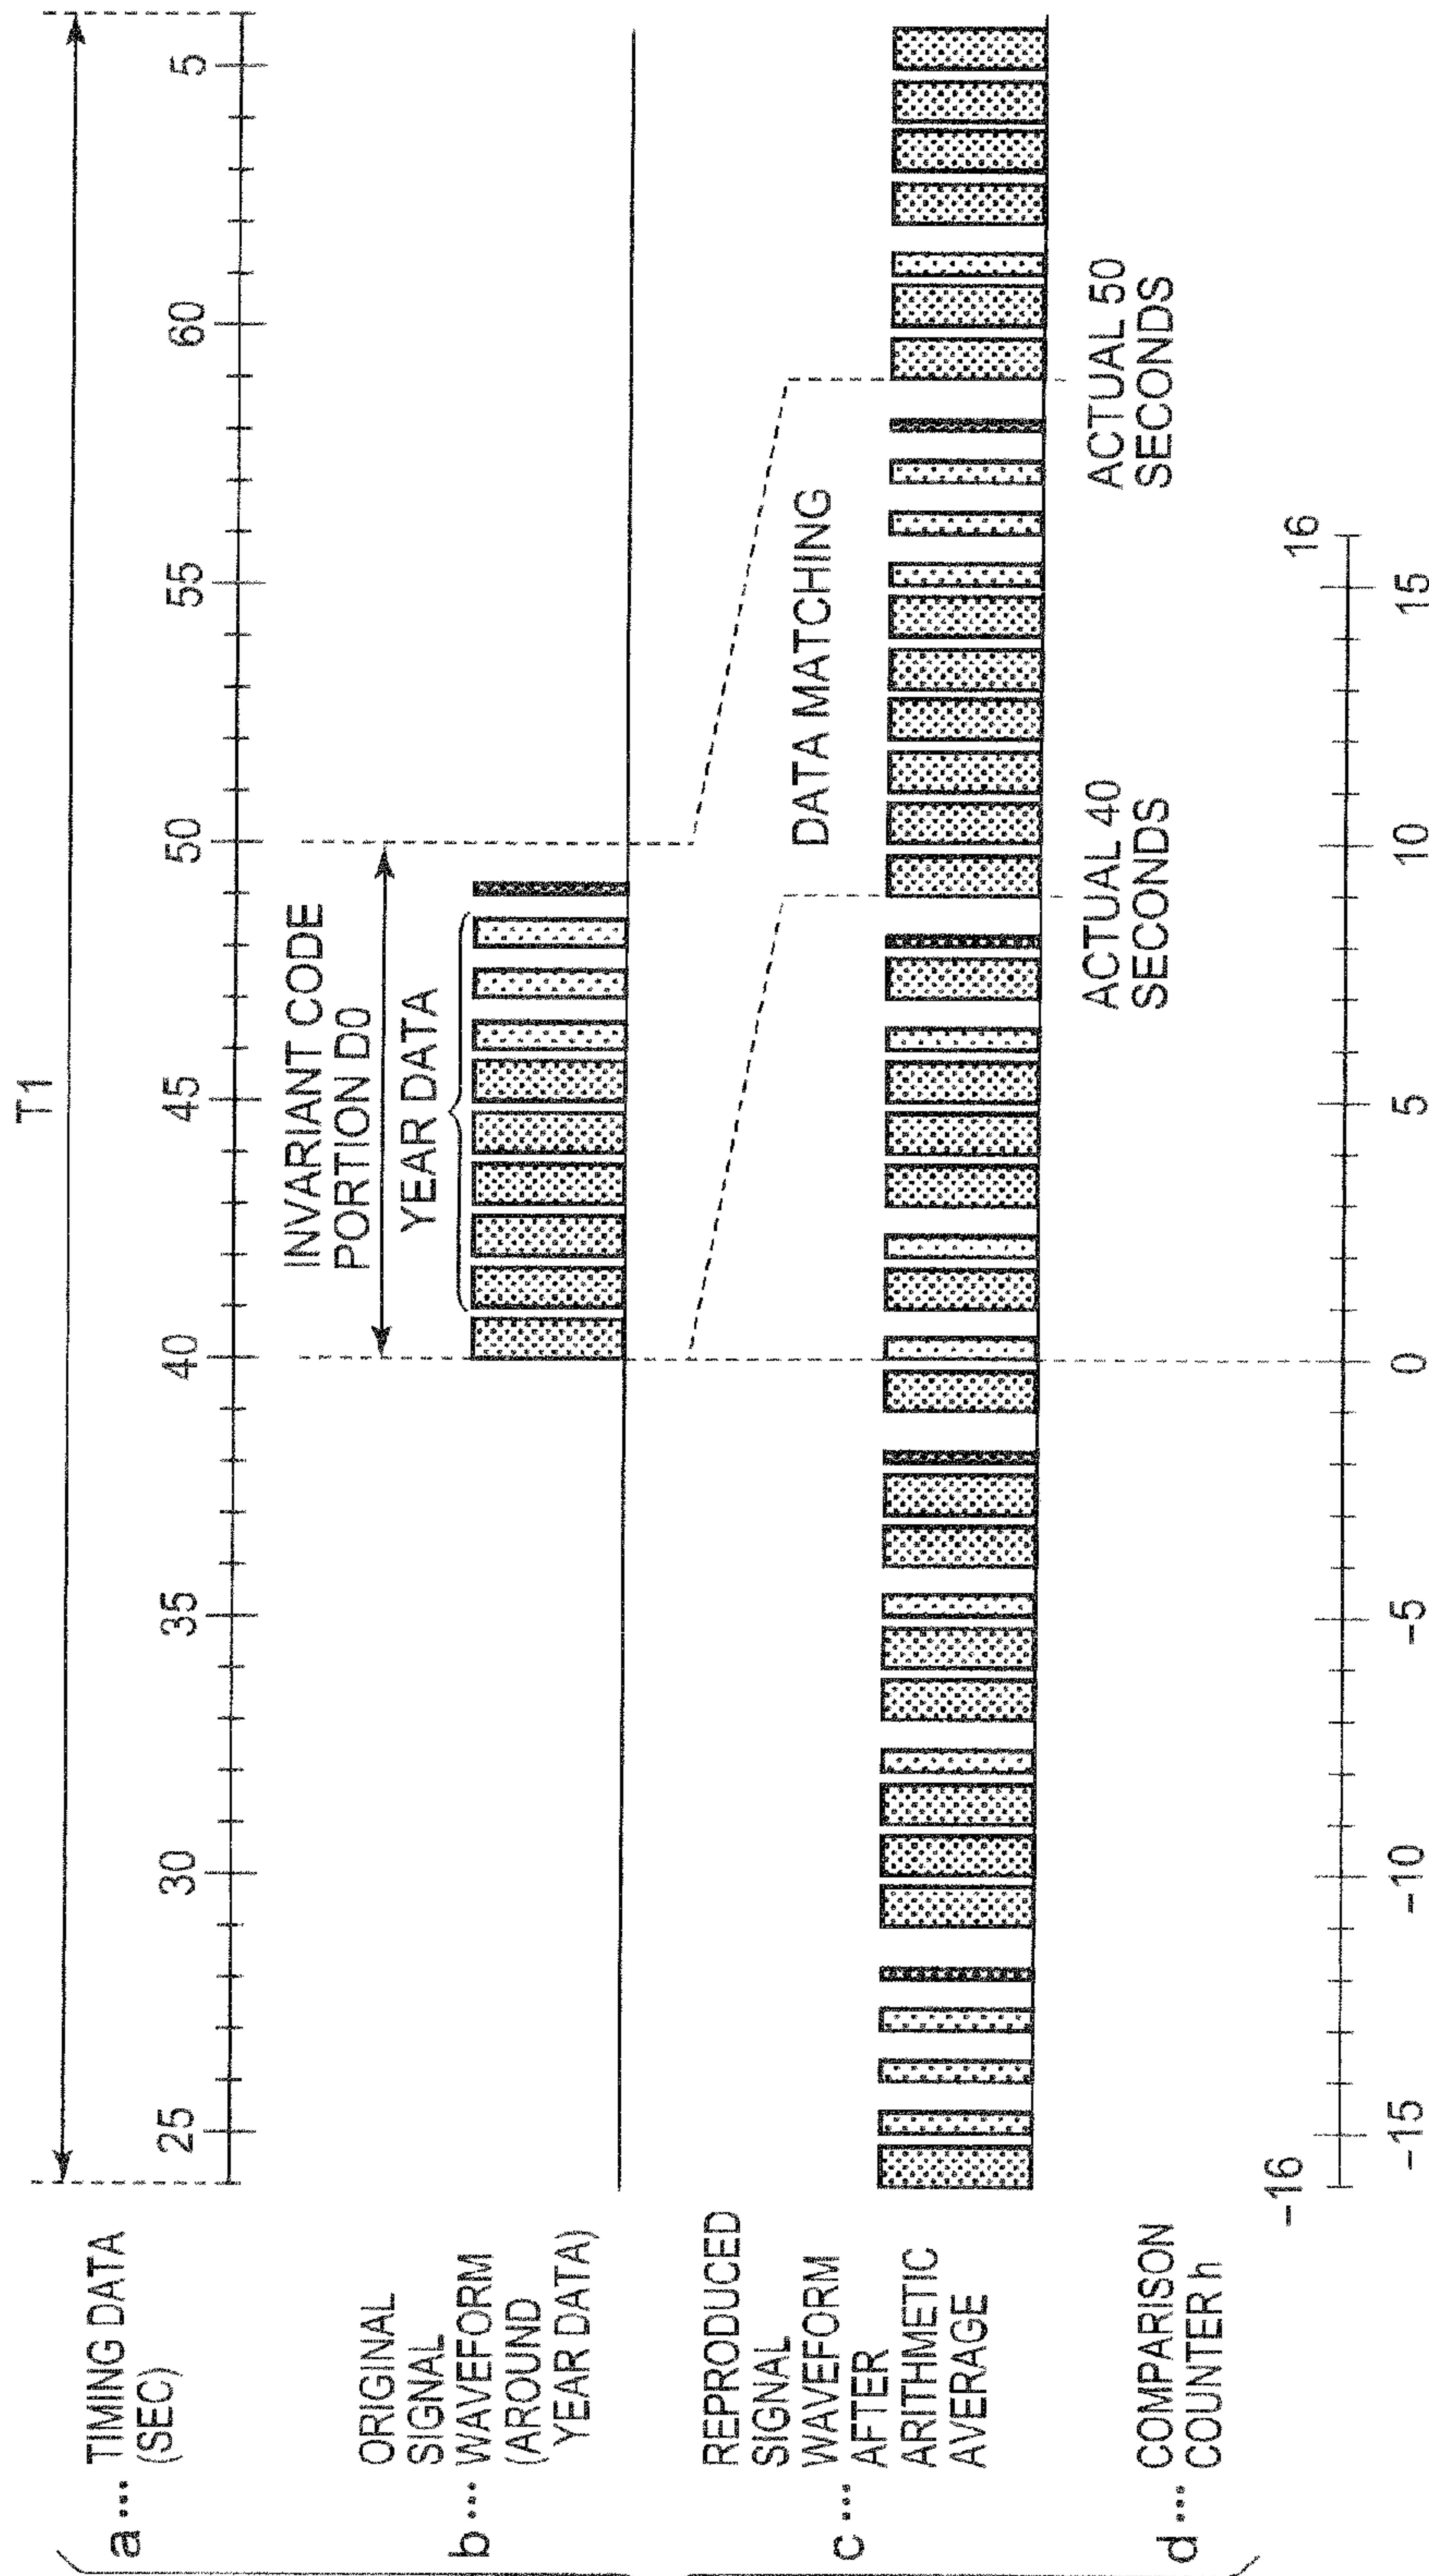 T1
a ... TIMING DATA
(SEC)
25 30 35 40 45 50 55 60 5
b ... ORIGINAL
SIGNAL
WAVEFORM
(AROUND
YEAR DATA)
INVARIANT CODE
PORTION D0
YEAR DATA
c ... REPRODUCED
SIGNAL
WAVEFORM
AFTER
ARITHMETIC
AVERAGE
DATA MATCHING
ACTUAL 40
SECONDS
ACTUAL 50
SECONDS
d ... COMPARISON
COUNTER h
-16 16
-15 -10 -5 0 5 10 15